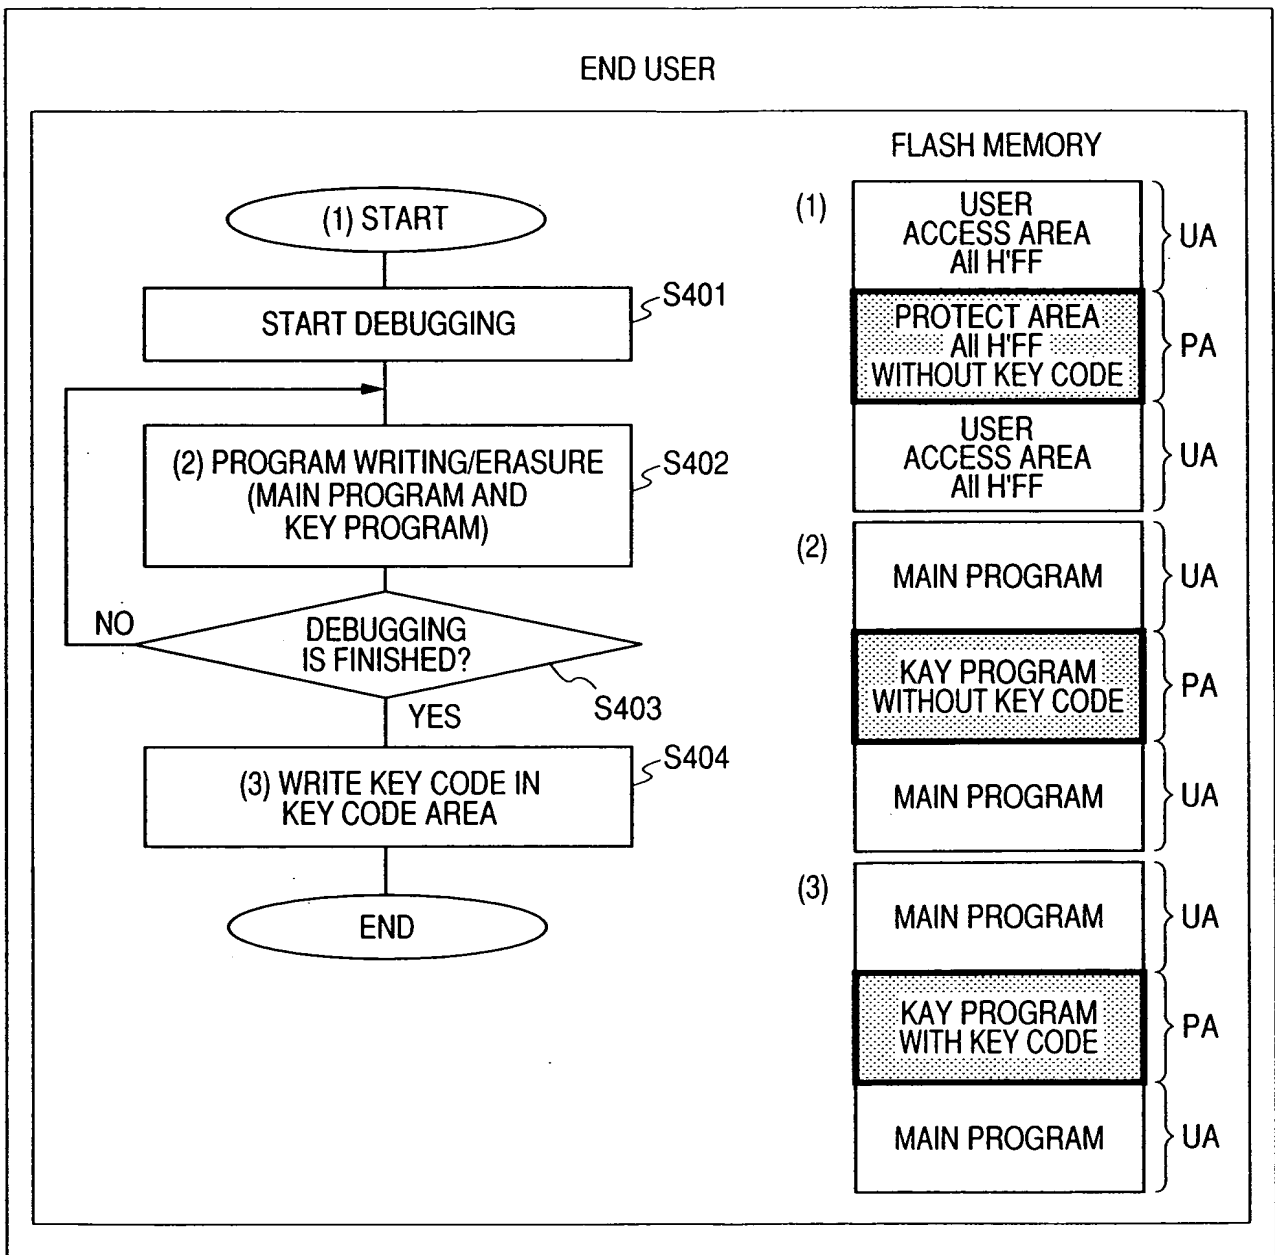 END USER
(1) START
START DEBUGGING
S401
(2) PROGRAM WRITING/ERASURE
(MAIN PROGRAM AND
KEY PROGRAM)
S402
NO
DEBUGGING
IS FINISHED?
S403
YES
(3) WRITE KEY CODE IN
KEY CODE AREA
S404
END
FLASH MEMORY
(1)
USER
ACCESS AREA
All H'FF
UA
PROTECT AREA
All H'FF
WITHOUT KEY CODE
PA
USER
ACCESS AREA
All H'FF
UA
(2)
MAIN PROGRAM
UA
KAY PROGRAM
WITHOUT KEY CODE
PA
MAIN PROGRAM
UA
(3)
MAIN PROGRAM
UA
KAY PROGRAM
WITH KEY CODE
PA
MAIN PROGRAM
UA